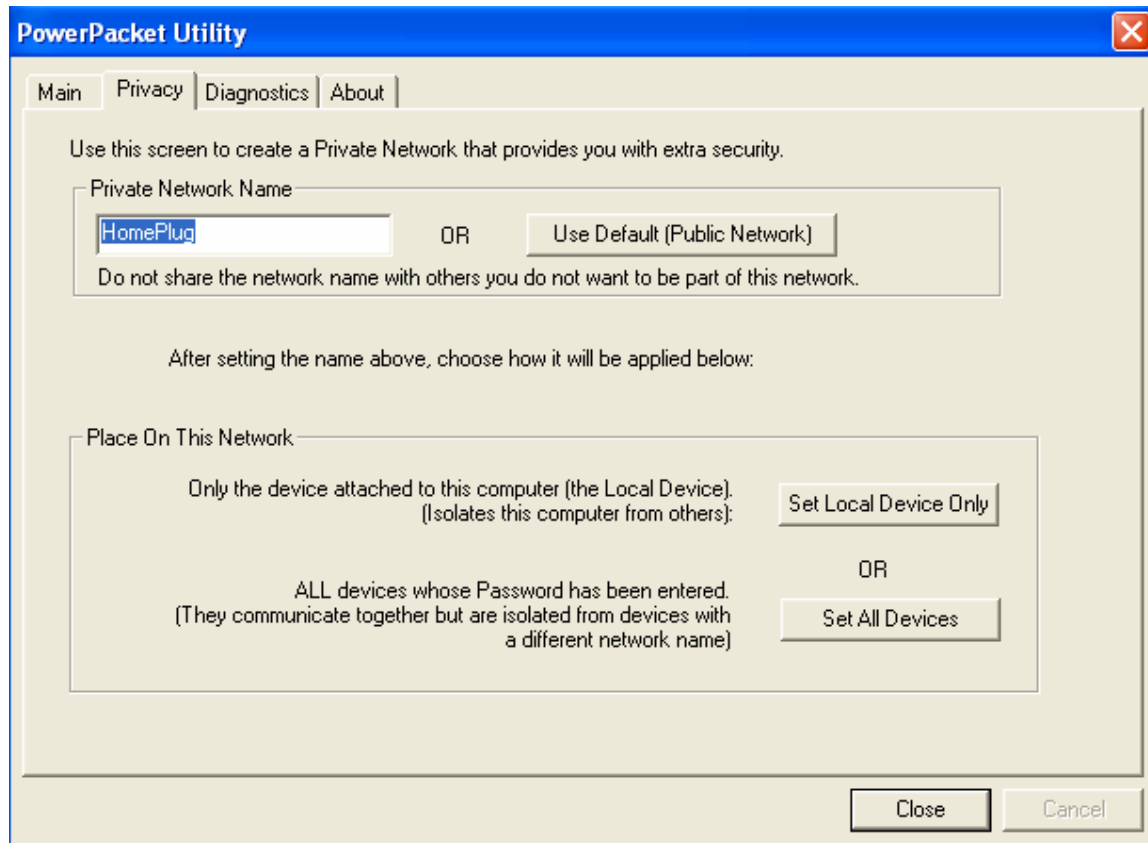 PowerPacket Utility
Main Privacy Diagnostics About
Use this screen to create a Private Network that provides you with extra security.
Private Network Name
HomePlug OR Use Default (Public Network)
Do not share the network name with others you do not want to be part of this network.
After setting the name above, choose how it will be applied below:
Place On This Network
Only the device attached to this computer (the Local Device).
(Isolates this computer from others):
Set Local Device Only
OR
ALL devices whose Password has been entered.
(They communicate together but are isolated from devices with
a different network name)
Set All Devices
Close Cancel